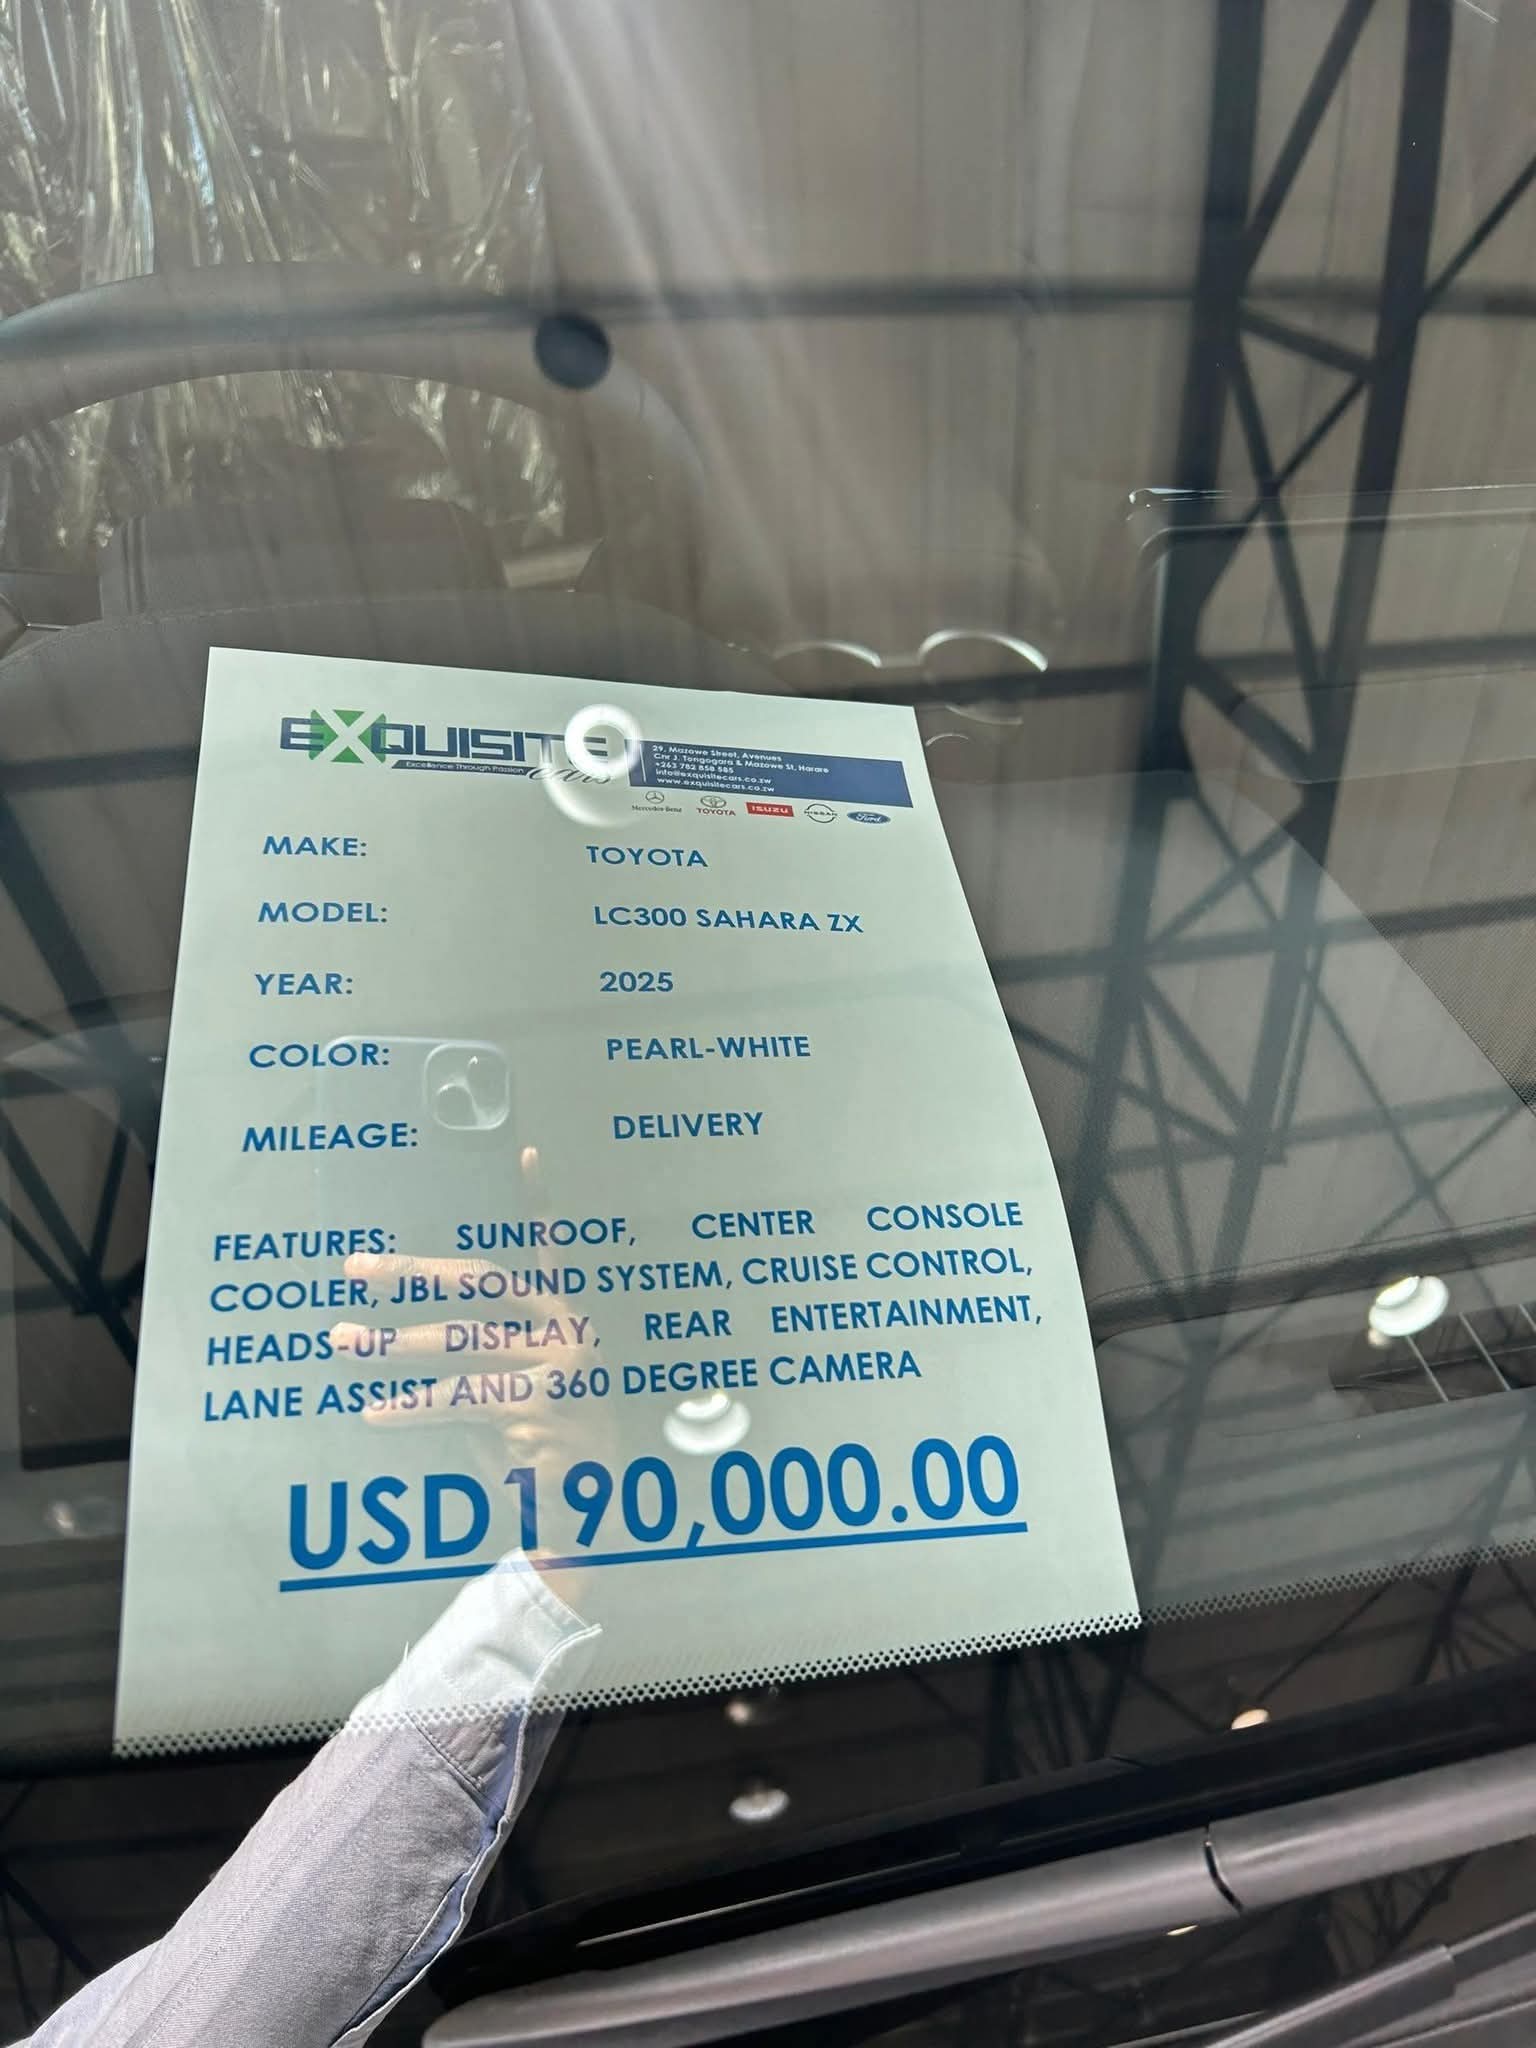 EXQUISITE
cars
Excellence Through Passion
29. Mazowe Street, Avenues
Cnr J. Tongogara & Mazowe St, Harare
+263 782 858 585
info@exquisitecars.co.zw
www.exquisitecars.co.zw
Mercedes-Benz TOYOTA ISUZU NISSAN Ford
MAKE: TOYOTA
MODEL: LC300 SAHARA ZX
YEAR: 2025
COLOR: PEARL-WHITE
MILEAGE: DELIVERY
FEATURES: SUNROOF, CENTER CONSOLE
COOLER, JBL SOUND SYSTEM, CRUISE CONTROL,
HEADS-UP DISPLAY, REAR ENTERTAINMENT,
LANE ASSIST AND 360 DEGREE CAMERA
USD190,000.00